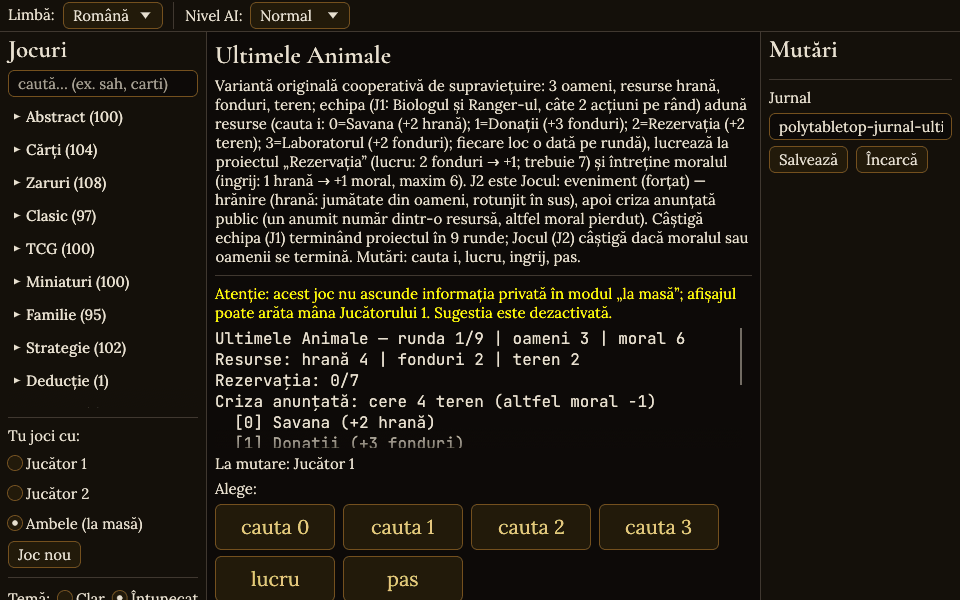 Limbă: Română ▼ Nivel AI: Normal ▼
Jocuri
caută... (ex. sah, carti)
▸ Abstract (100)
▸ Cărți (104)
▸ Zaruri (108)
▸ Clasic (97)
▸ TCG (100)
▸ Miniaturi (100)
▸ Familie (95)
▸ Strategie (102)
▸ Deducție (1)
Tu joci cu:
Jucător 1
Jucător 2
Ambele (la masă)
Joc nou
Temă: Clar Întunecat
Ultimele Animale
Variantă originală cooperativă de supraviețuire: 3 oameni, resurse hrană,
fonduri, teren; echipa (J1: Biologul și Ranger-ul, câte 2 acțiuni pe rând) adună
resurse (cauta i: 0=Savana (+2 hrană); 1=Donații (+3 fonduri); 2=Rezervația (+2
teren); 3=Laboratorul (+2 fonduri); fiecare loc o dată pe rundă), lucrează la
proiectul „Rezervația” (lucru: 2 fonduri → +1; trebuie 7) și întreține moralul
(ingrij: 1 hrană → +1 moral, maxim 6). J2 este Jocul: eveniment (forțat) —
hrănire (hrană: jumătate din oameni, rotunjit în sus), apoi criza anunțată
public (un anumit număr dintr-o resursă, altfel moral pierdut). Câștigă
echipa (J1) terminând proiectul în 9 runde; Jocul (J2) câștigă dacă moralul sau
oamenii se termină. Mutări: cauta i, lucru, ingrij, pas.
Atenție: acest joc nu ascunde informația privată în modul „la masă”; afișajul
poate arăta mâna Jucătorului 1. Sugestia este dezactivată.
Ultimele Animale — runda 1/9 | oameni 3 | moral 6
Resurse: hrană 4 | fonduri 2 | teren 2
Rezervația: 0/7
Criza anunțată: cere 4 teren (altfel moral -1)
[0] Savana (+2 hrană)
[1] Donații (+3 fonduri)
La mutare: Jucător 1
Alege:
cauta 0 cauta 1 cauta 2 cauta 3
lucru pas
Mutări
Jurnal
polytabletop-jurnal-ulti
Salvează Încarcă